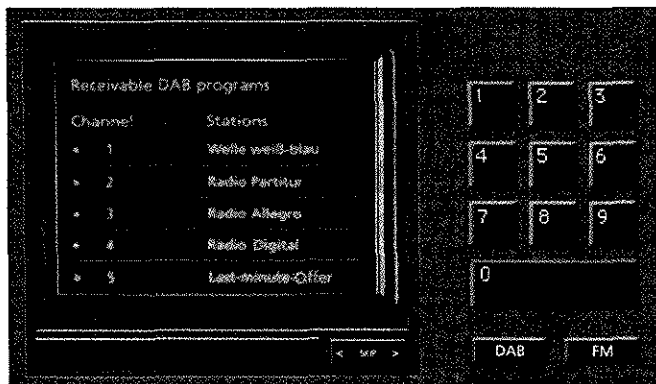 Receivable DAB programs
Channel Stations
1 Welle weiß-blau
2 Radio Partitur
3 Radio Allegro
4 Radio Digital
5 Last-minute-Offer
< SKIP >
1 2 3
4 5 6
7 8 9
0
DAB FM